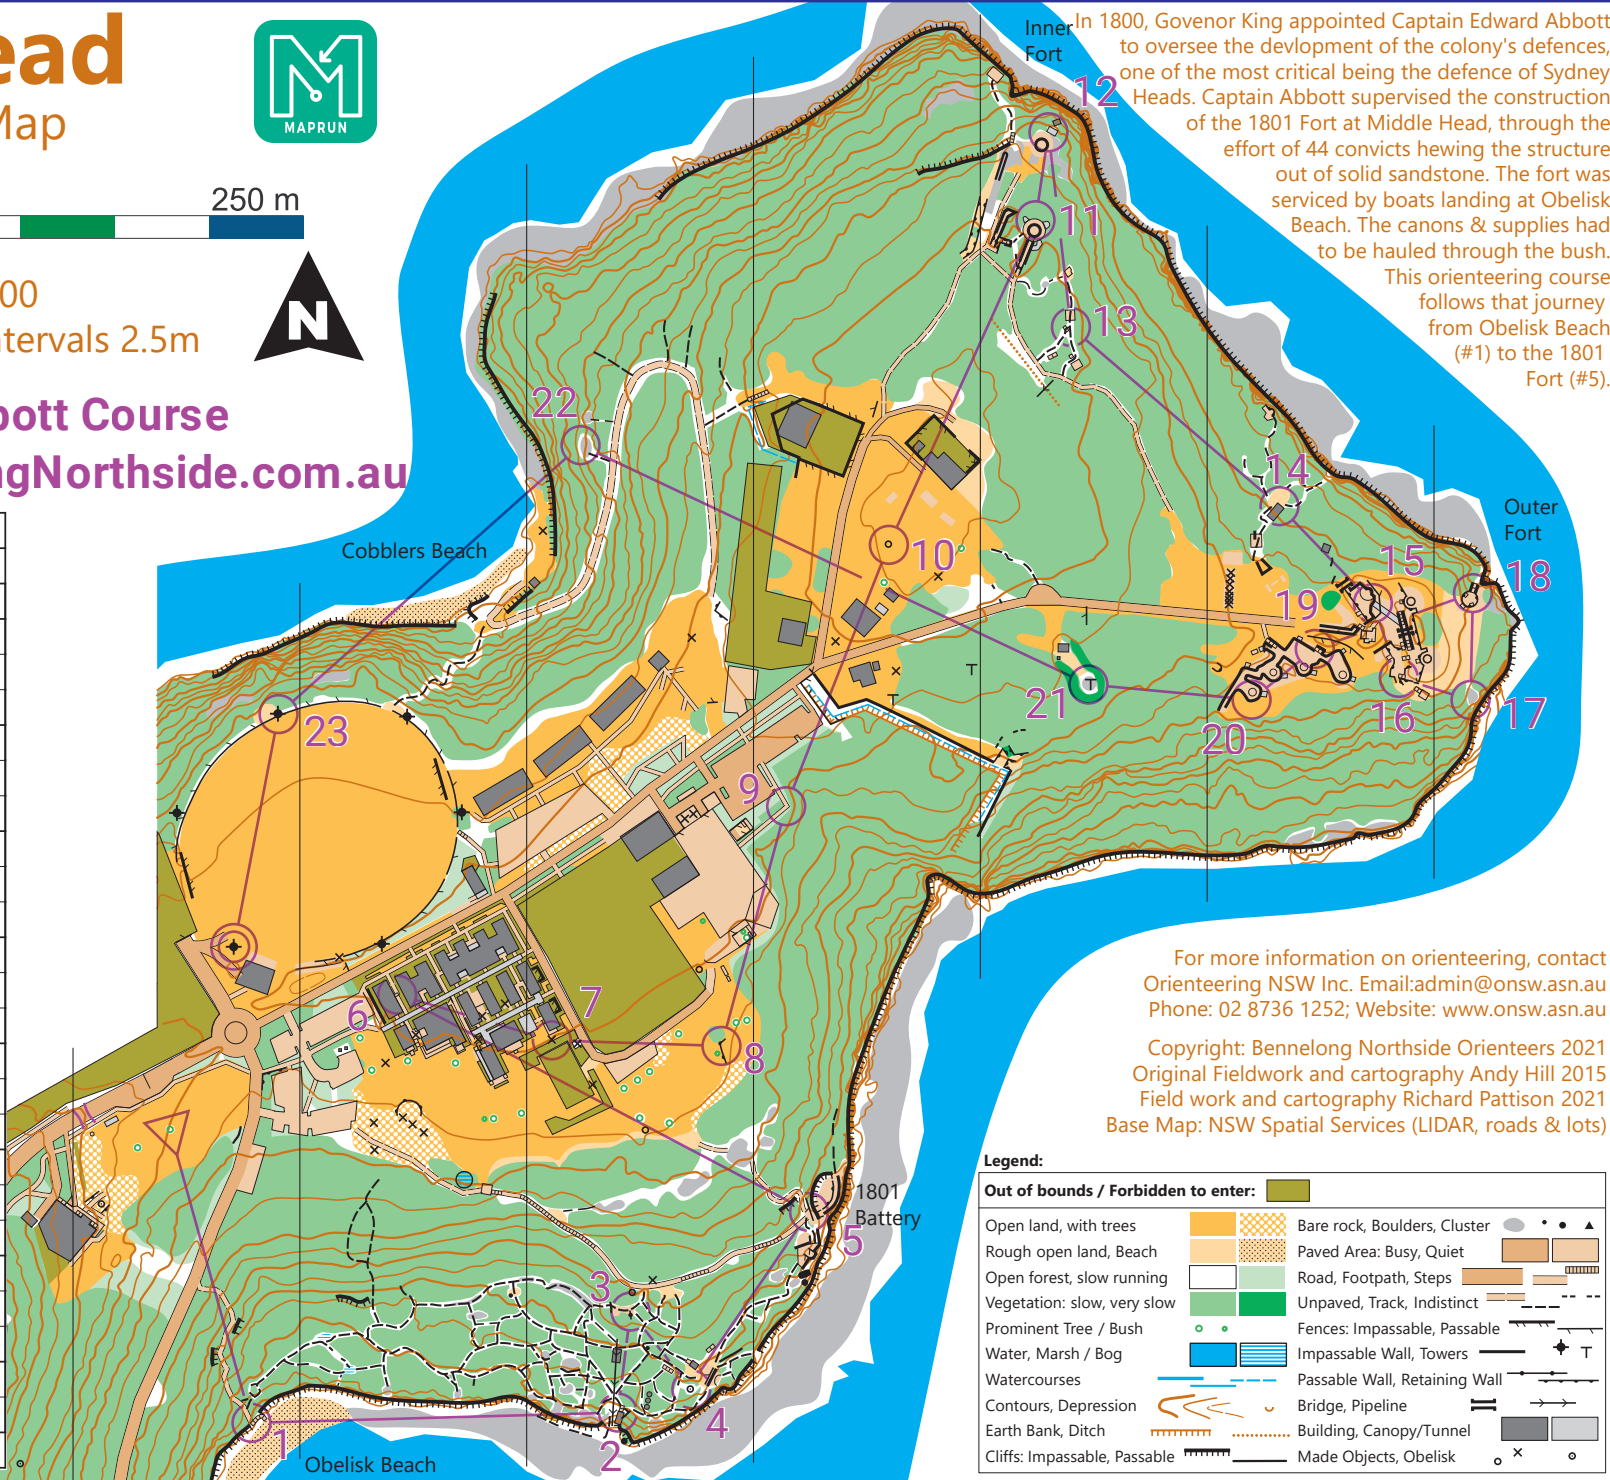 ead
Map
MAPRUN
250 m
00
ntervals 2.5m
bott Course
ngNorthside.com.au
N
In 1800, Govenor King appointed Captain Edward Abbott
to oversee the devlopment of the colony's defences,
one of the most critical being the defence of Sydney
Heads. Captain Abbott supervised the construction
of the 1801 Fort at Middle Head, through the
effort of 44 convicts hewing the structure
out of solid sandstone. The fort was
serviced by boats landing at Obelisk
Beach. The canons & supplies had
to be hauled through the bush.
This orienteering course
follows that journey
from Obelisk Beach
(#1) to the 1801
Fort (#5).
Inner
Fort
12
11
13
22
14
Outer
Fort
Cobblers Beach
10
15
18
19
21
23
20
16
17
9
6
7
8
1801
Battery
5
3
4
1
2
Obelisk Beach
For more information on orienteering, contact
Orienteering NSW Inc. Email:admin@onsw.asn.au
Phone: 02 8736 1252; Website: www.onsw.asn.au
Copyright: Bennelong Northside Orienteers 2021
Original Fieldwork and cartography Andy Hill 2015
Field work and cartography Richard Pattison 2021
Base Map: NSW Spatial Services (LIDAR, roads & lots)
Legend:
Out of bounds / Forbidden to enter:
Open land, with trees
Rough open land, Beach
Open forest, slow running
Vegetation: slow, very slow
Prominent Tree / Bush
Water, Marsh / Bog
Watercourses
Contours, Depression
Earth Bank, Ditch
Cliffs: Impassable, Passable
Bare rock, Boulders, Cluster
Paved Area: Busy, Quiet
Road, Footpath, Steps
Unpaved, Track, Indistinct
Fences: Impassable, Passable
Impassable Wall, Towers
Passable Wall, Retaining Wall
Bridge, Pipeline
Building, Canopy/Tunnel
Made Objects, Obelisk